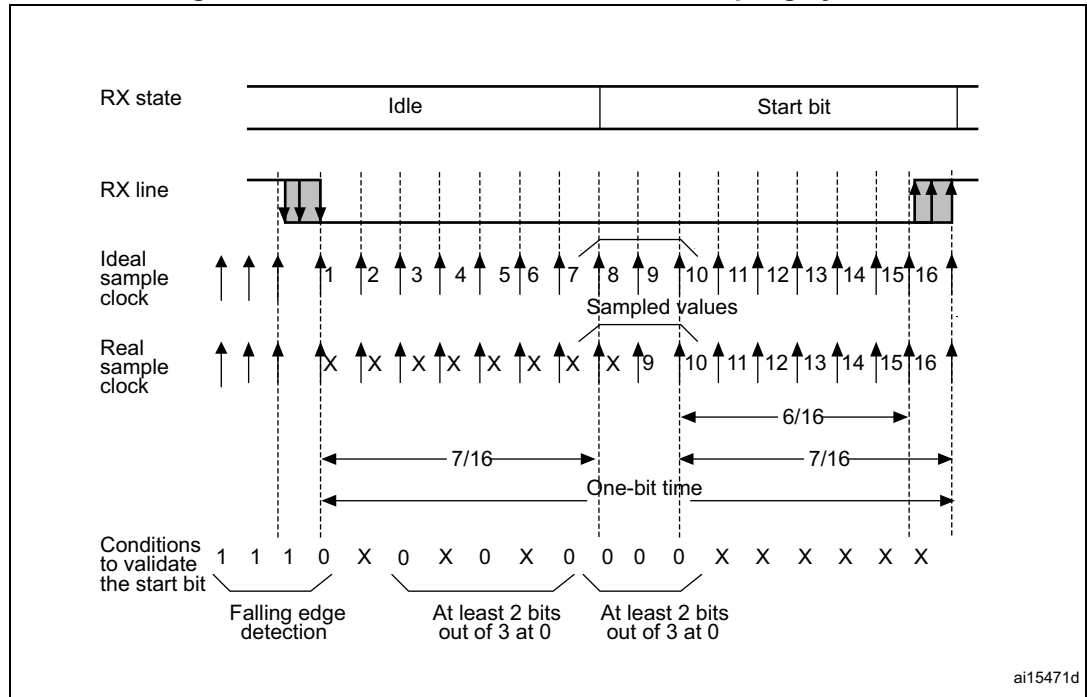 RX state
Idle
Start bit
RX line
Ideal
sample
clock
1 2 3 4 5 6 7 8 9 10 11 12 13 14 15 16
Sampled values
Real
sample
clock
X X X X X X X X 9 10 11 12 13 14 15 16
6/16
7/16
7/16
One-bit time
Conditions
to validate
the start bit
1 1 1 0 X 0 X 0 X 0 0 0 0 X X X X X X
Falling edge
detection
At least 2 bits
out of 3 at 0
At least 2 bits
out of 3 at 0
ai15471d